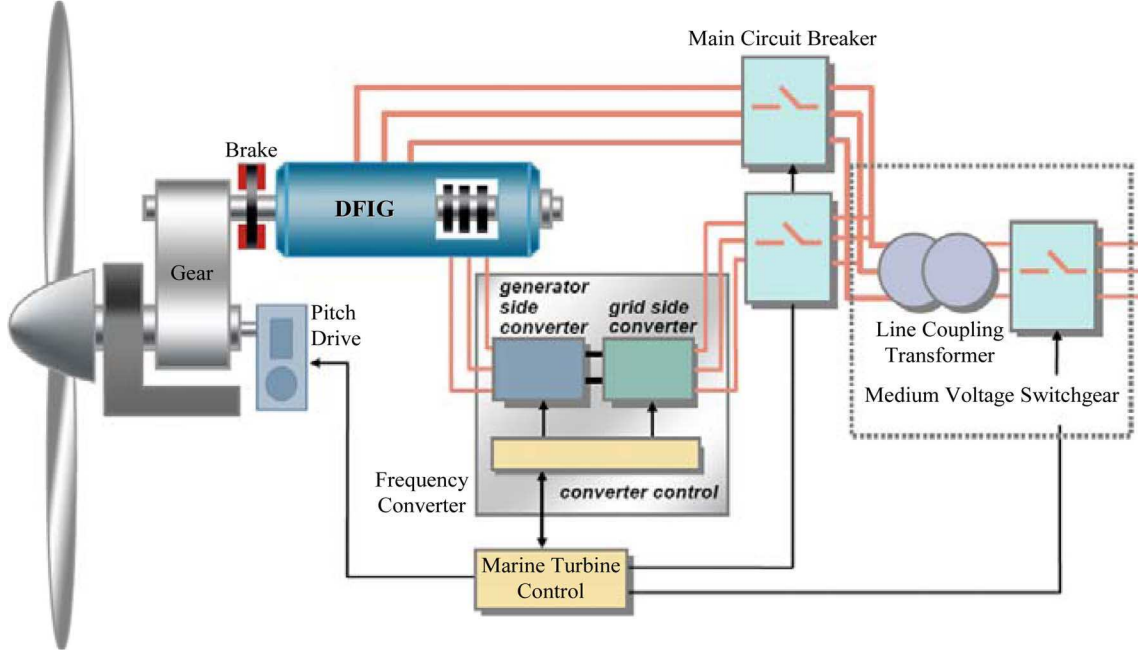 Main Circuit Breaker
Brake
DFIG
Gear
Pitch
Drive
generator
side
converter
grid side
converter
Line Coupling
Transformer
Medium Voltage Switchgear
Frequency
Converter
converter control
Marine Turbine
Control